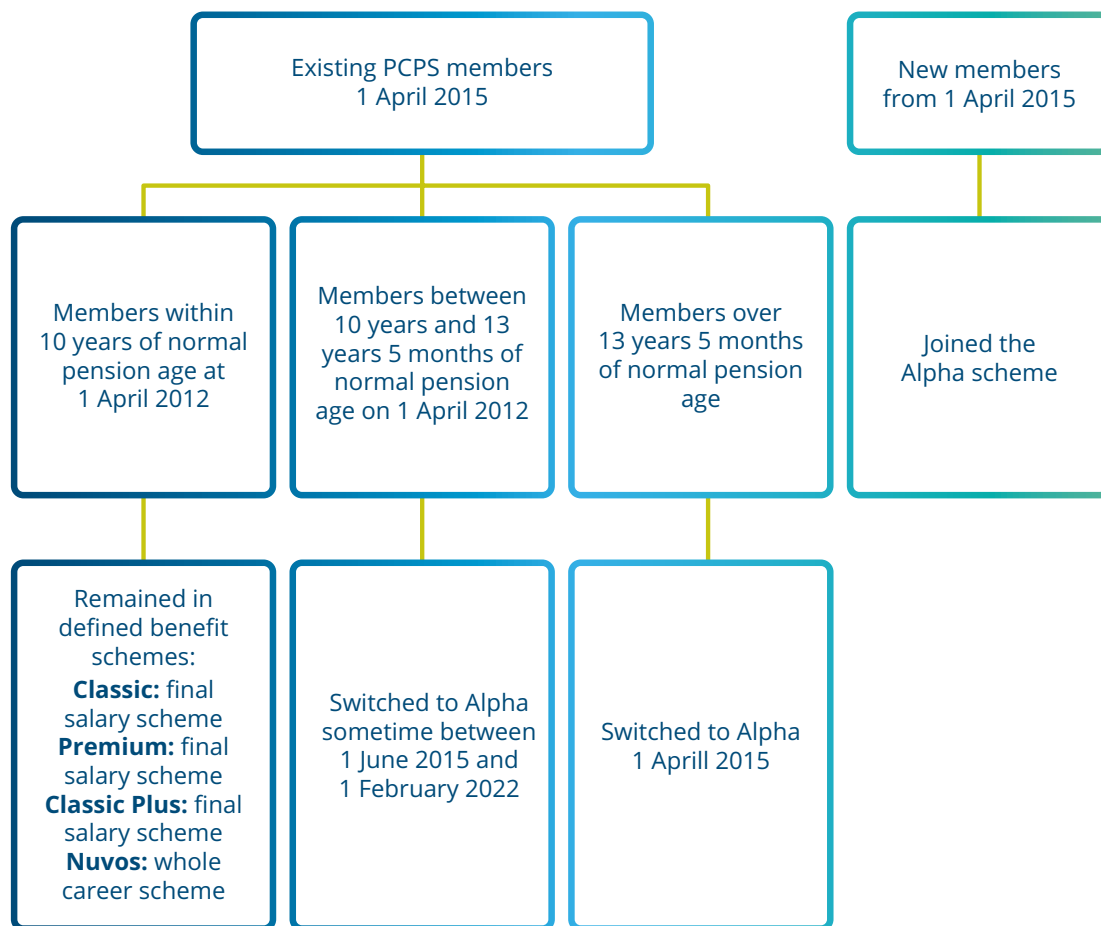 Existing PCPS members
1 April 2015
New members
from 1 April 2015
Members within
10 years of normal
pension age at
1 April 2012
Members between
10 years and 13
years 5 months of
normal pension
age on 1 April 2012
Members over
13 years 5 months
of normal pension
age
Joined the
Alpha scheme
Remained in
defined benefit
schemes:
Classic: final
salary scheme
Premium: final
salary scheme
Classic Plus: final
salary scheme
Nuvos: whole
career scheme
Switched to Alpha
sometime between
1 June 2015 and
1 February 2022
Switched to Alpha
1 Aprill 2015